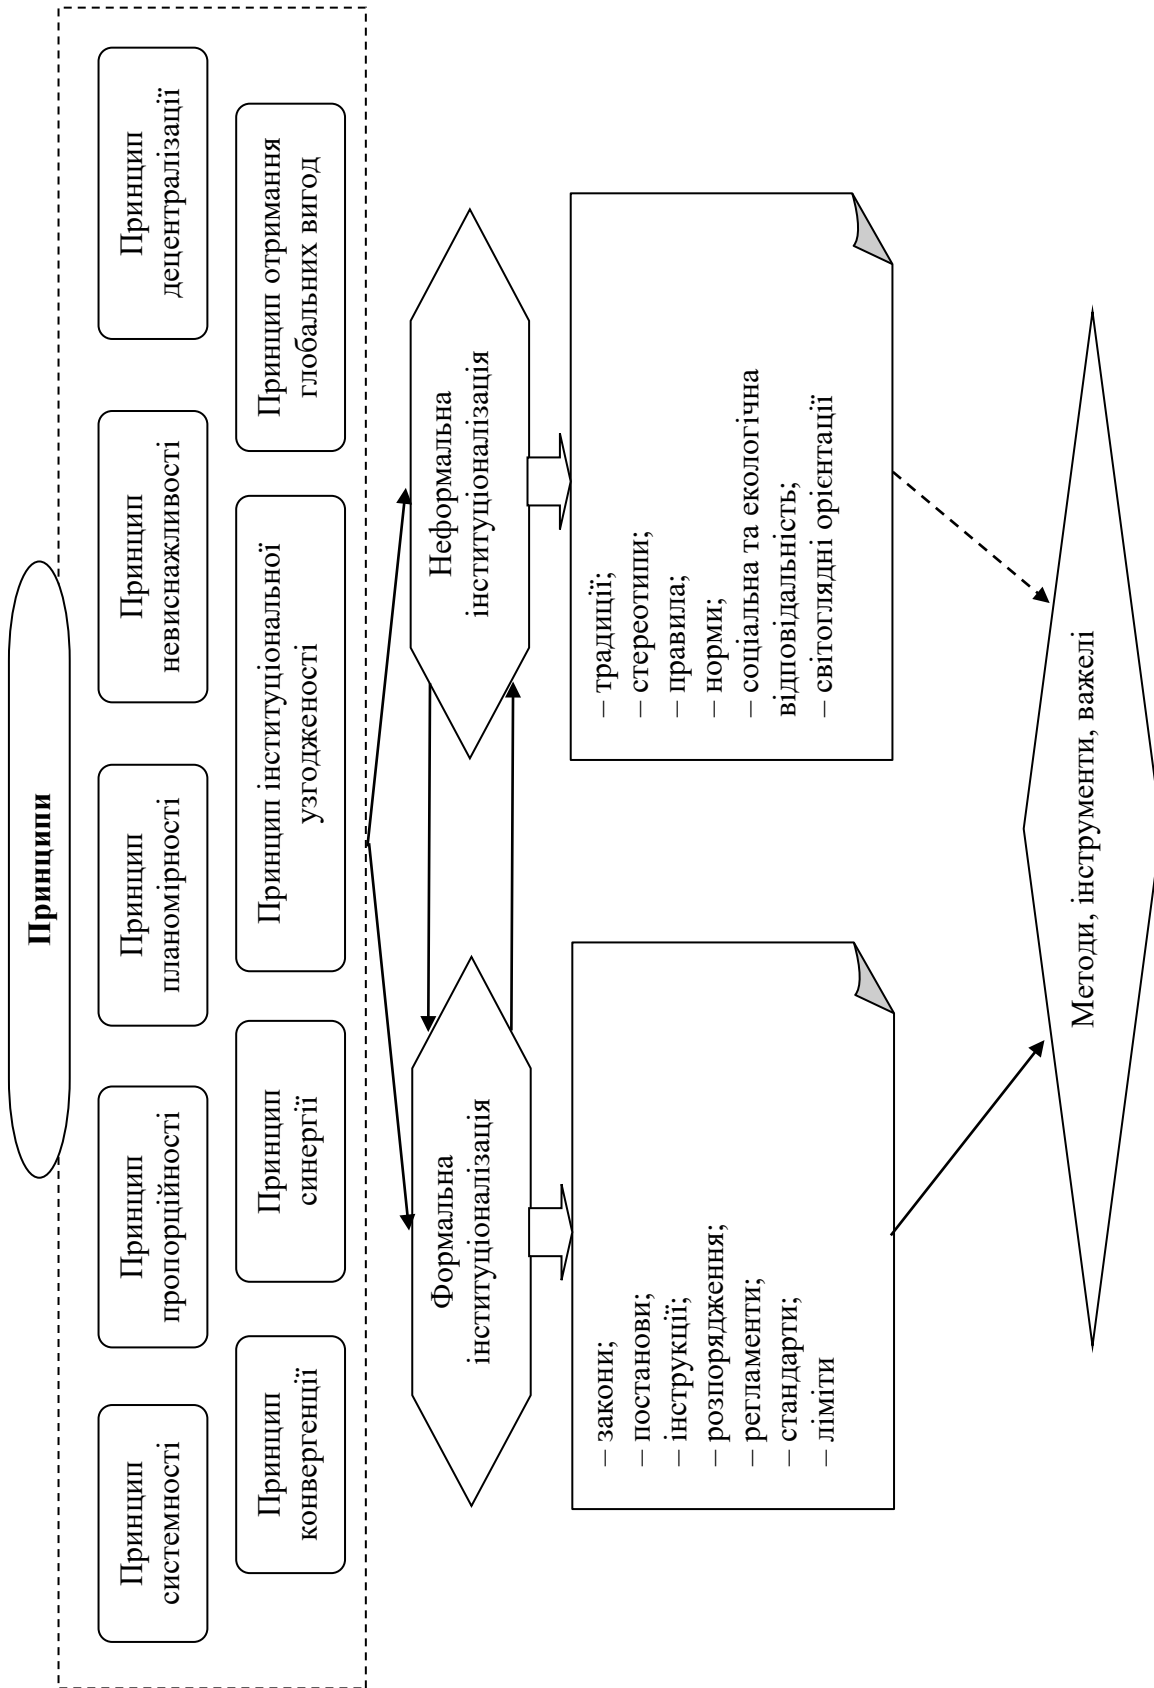 Принципи
Принцип
системності
Принцип
пропорційності
Принцип
планомірності
Принцип
невиснажливості
Принцип
децентралізації
Принцип
конвергенції
Принцип
синергії
Принцип інституціональної
узгодженості
Принцип отримання
глобальних вигод
Формальна
інституціоналізація
Неформальна
інституціоналізація
– закони;
– постанови;
– інструкції;
– розпорядження;
– регламенти;
– стандарти;
– ліміти
– традиції;
– стереотипи;
– правила;
– норми;
– соціальна та екологічна
відповідальність;
– світоглядні орієнтації
Методи, інструменти, важелі